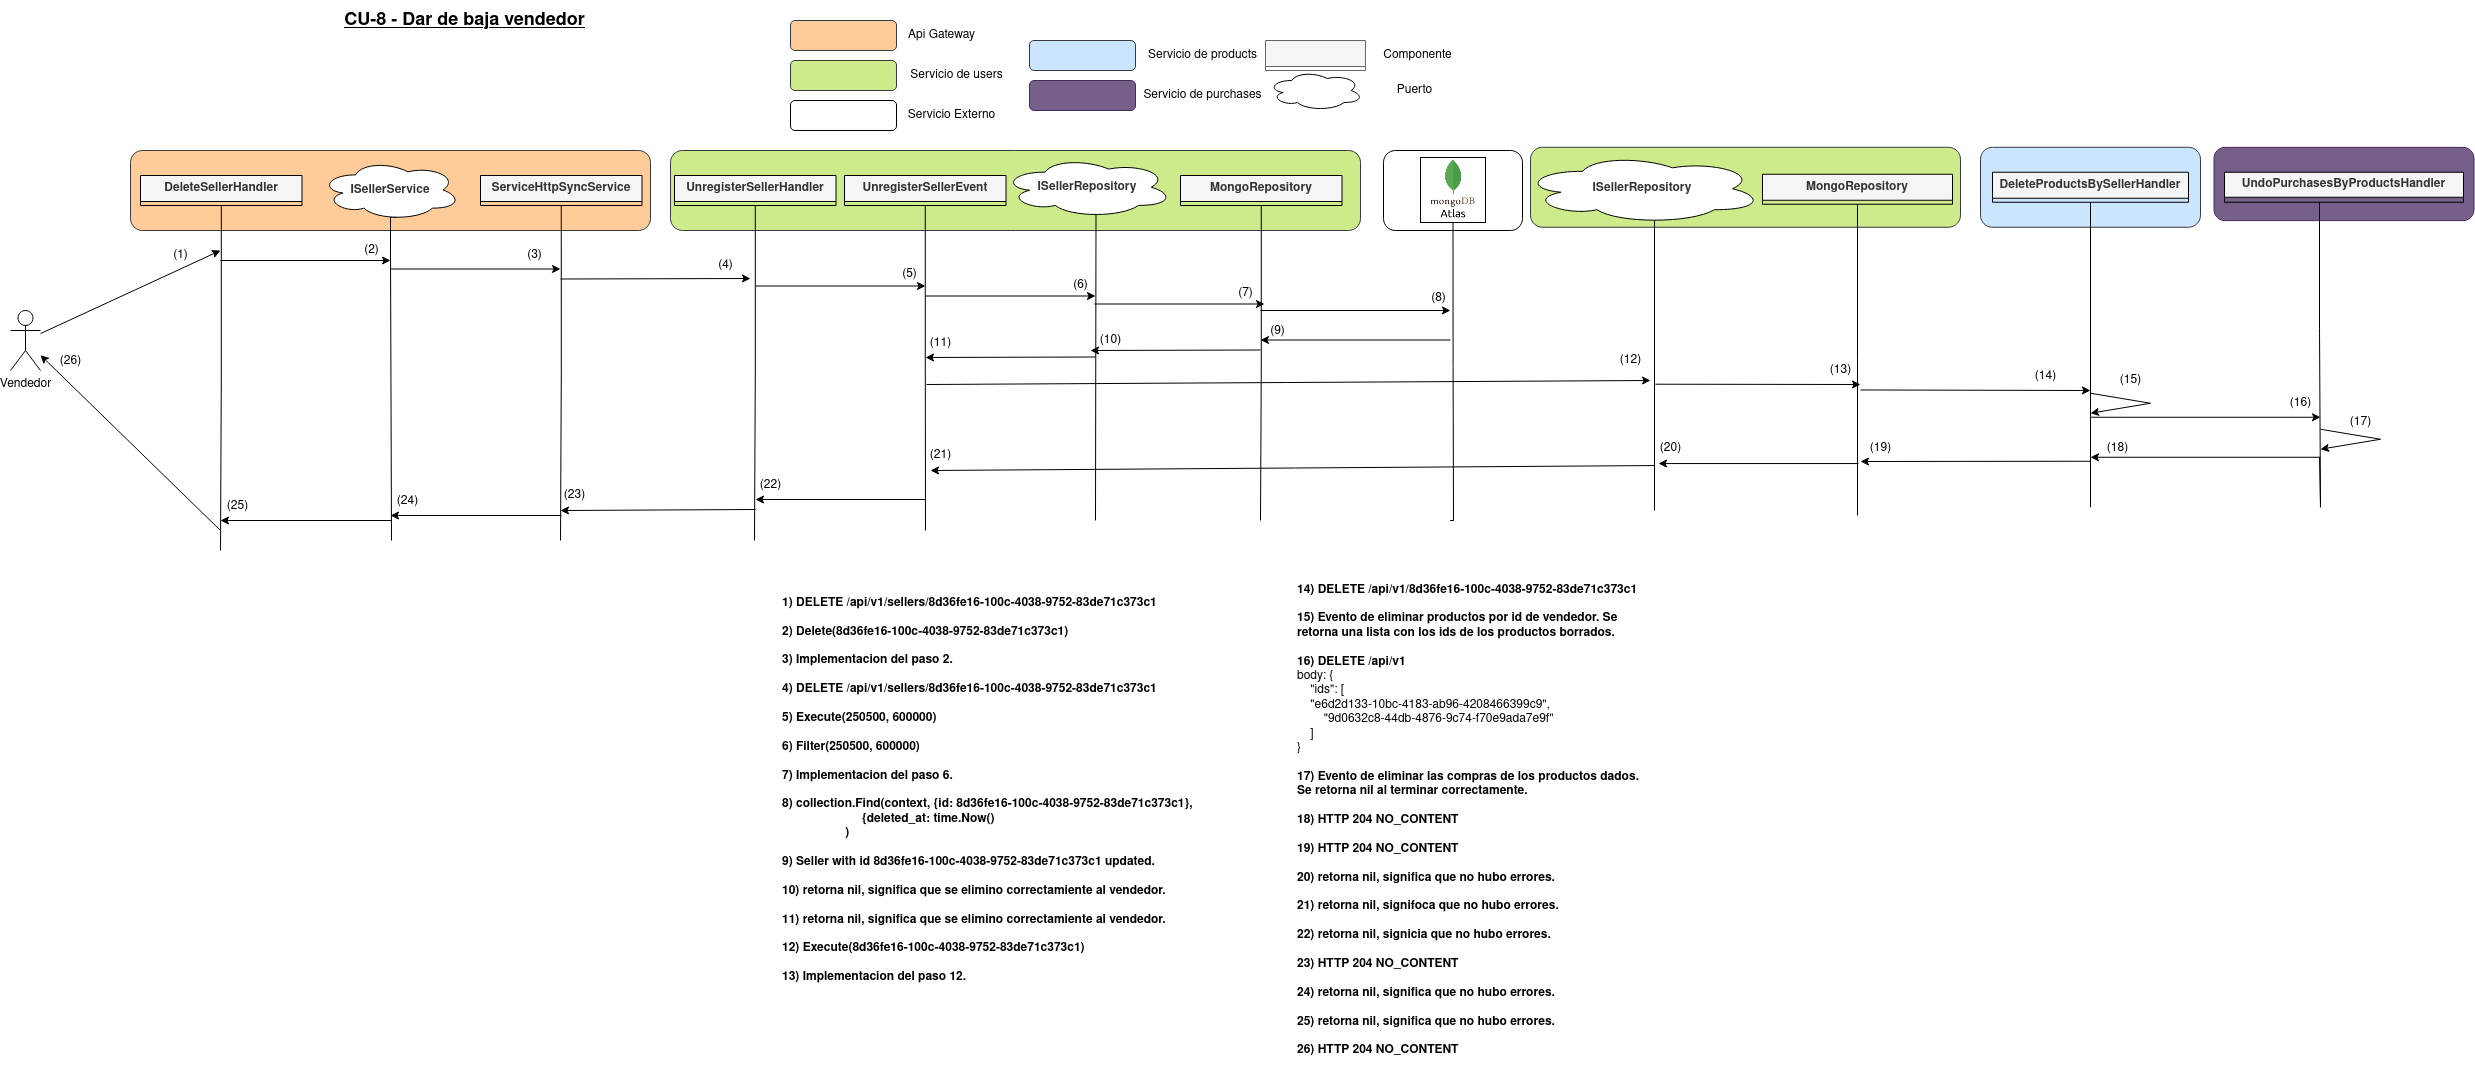 CU-8 - Dar de baja vendedor
Api Gateway
Servicio de users
Servicio Externo
Servicio de products
Servicio de purchases
Componente
Puerto
DeleteSellerHandler
ISellerService
ServiceHttpSyncService
UnregisterSellerHandler
UnregisterSellerEvent
ISellerRepository
MongoRepository
mongoDB
Atlas
ISellerRepository
MongoRepository
DeleteProductsBySellerHandler
UndoPurchasesByProductsHandler
(1)
(2)
(3)
(4)
(5)
(6)
(7)
(8)
(9)
(10)
(11)
(12)
(13)
(14)
(15)
(16)
(17)
(18)
(19)
(20)
(21)
(22)
(23)
(24)
(25)
(26)
Vendedor
1) DELETE /api/v1/sellers/8d36fe16-100c-4038-9752-83de71c373c1
2) Delete(8d36fe16-100c-4038-9752-83de71c373c1)
3) Implementacion del paso 2.
4) DELETE /api/v1/sellers/8d36fe16-100c-4038-9752-83de71c373c1
5) Execute(250500, 600000)
6) Filter(250500, 600000)
7) Implementacion del paso 6.
8) collection.Find(context, {id: 8d36fe16-100c-4038-9752-83de71c373c1},
{deleted_at: time.Now()
)
9) Seller with id 8d36fe16-100c-4038-9752-83de71c373c1 updated.
10) retorna nil, significa que se elimino correctamiente al vendedor.
11) retorna nil, significa que se elimino correctamiente al vendedor.
12) Execute(8d36fe16-100c-4038-9752-83de71c373c1)
13) Implementacion del paso 12.
14) DELETE /api/v1/8d36fe16-100c-4038-9752-83de71c373c1
15) Evento de eliminar productos por id de vendedor. Se
retorna una lista con los ids de los productos borrados.
16) DELETE /api/v1
body: {
"ids": [
"e6d2d133-10bc-4183-ab96-4208466399c9",
"9d0632c8-44db-4876-9c74-f70e9ada7e9f"
]
}
17) Evento de eliminar las compras de los productos dados.
Se retorna nil al terminar correctamente.
18) HTTP 204 NO_CONTENT
19) HTTP 204 NO_CONTENT
20) retorna nil, significa que no hubo errores.
21) retorna nil, signifoca que no hubo errores.
22) retorna nil, signicia que no hubo errores.
23) HTTP 204 NO_CONTENT
24) retorna nil, significa que no hubo errores.
25) retorna nil, significa que no hubo errores.
26) HTTP 204 NO_CONTENT